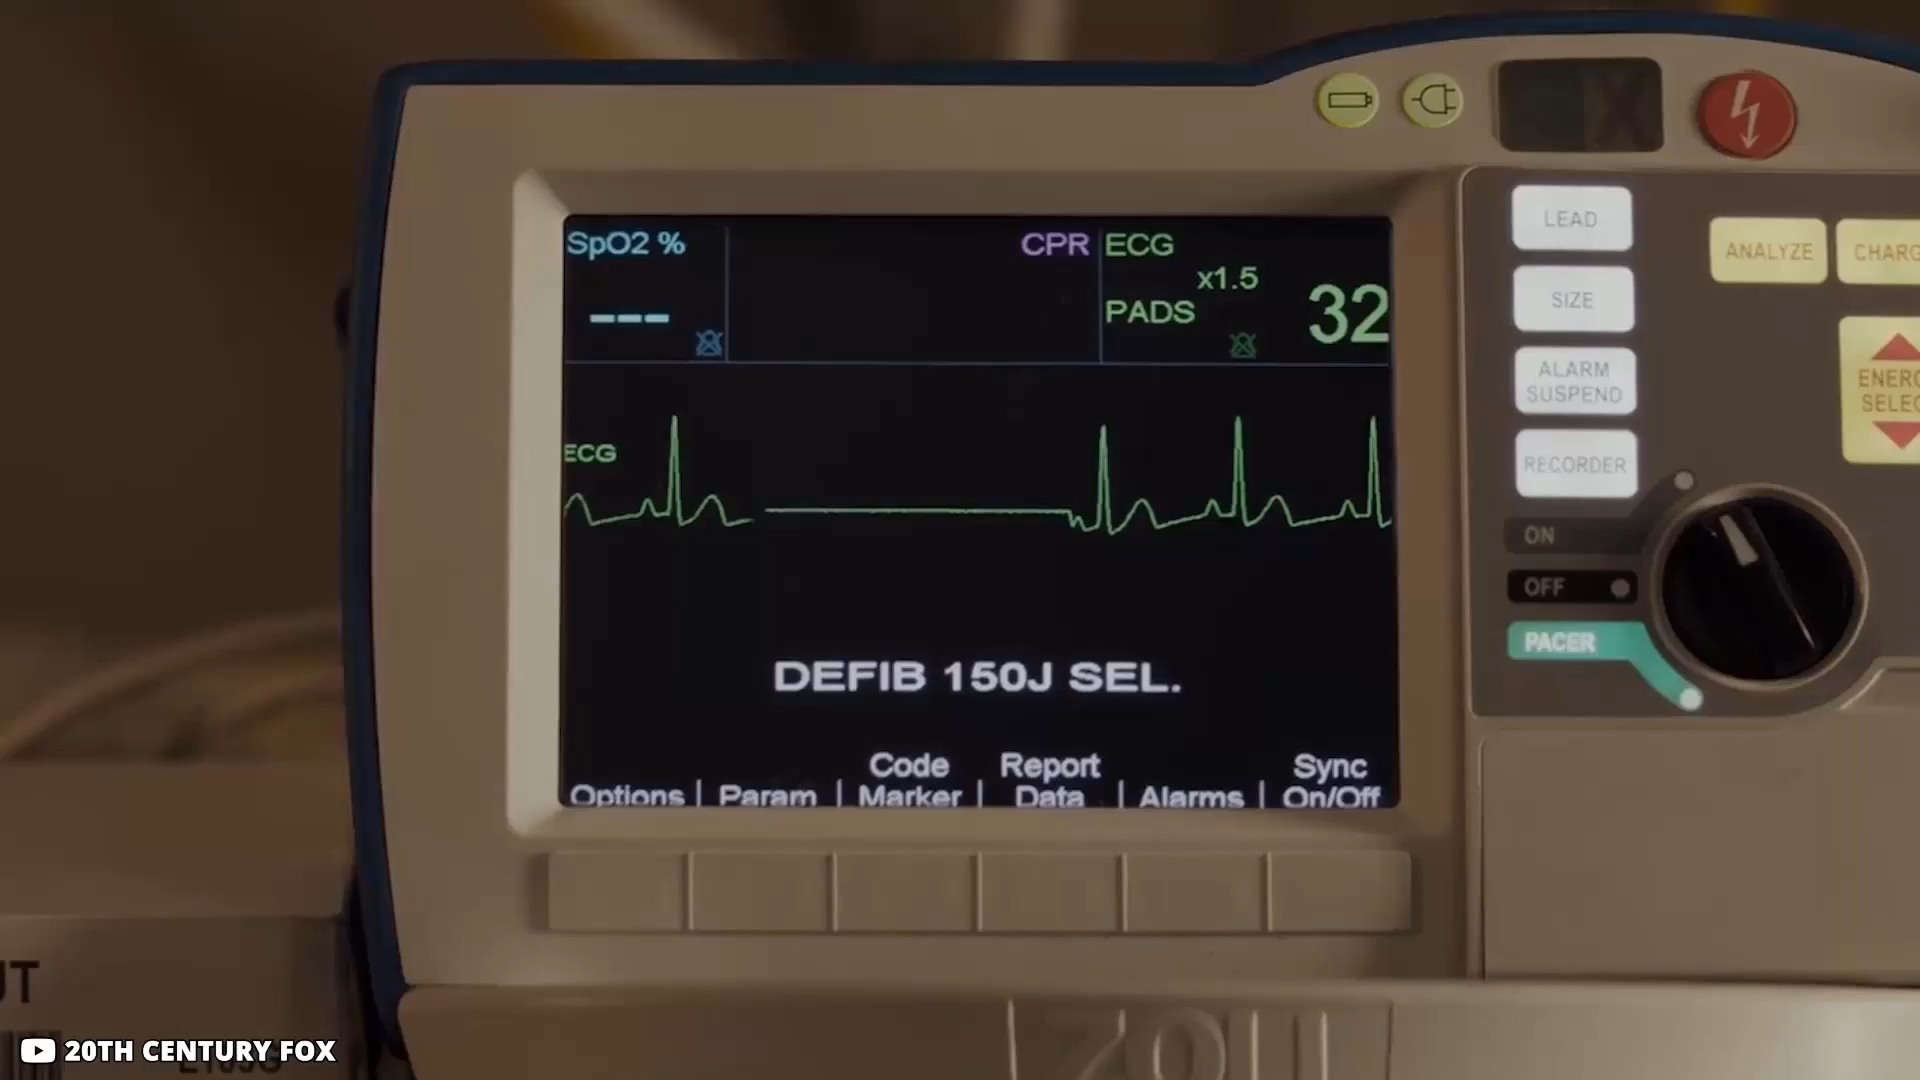 SpO2 %
---
CPR
ECG
x1.5
PADS
32
LEAD
SIZE
ALARM
SUSPEND
RECORDER
ANALYZE
ECG
ON
OFF
PACER
DEFIB 150J SEL.
Options
Param
Code
Marker
Report
Data
Alarms
Sync
On/Off
ZOLL
20TH CENTURY FOX